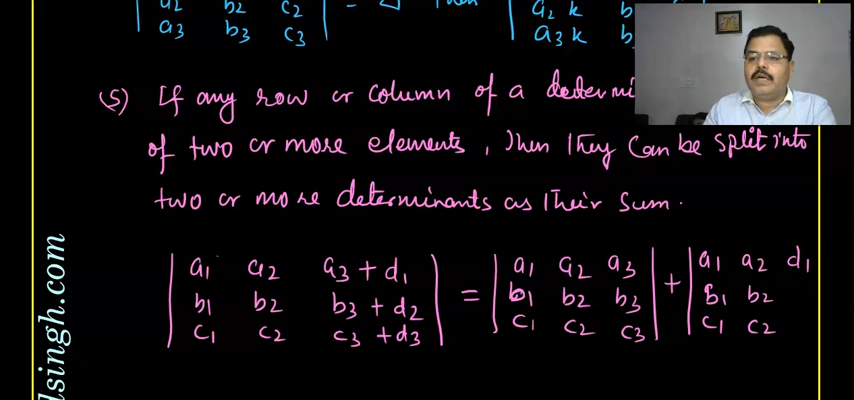 a2 b2 c2 | = Δ Then | a2 k b
a3 b3 c3 | | a3 k b
(5) If any row or column of a determi
of two or more elements, Then They can be split into
two or more determinants as Their sum.
| a1 a2 a3 + d1 | = | a1 a2 a3 | + | a1 a2 d1
| b1 b2 b3 + d2 | | b1 b2 b3 | | b1 b2
| c1 c2 c3 + d3 | | c1 c2 c3 | | c1 c2
dsingh.com